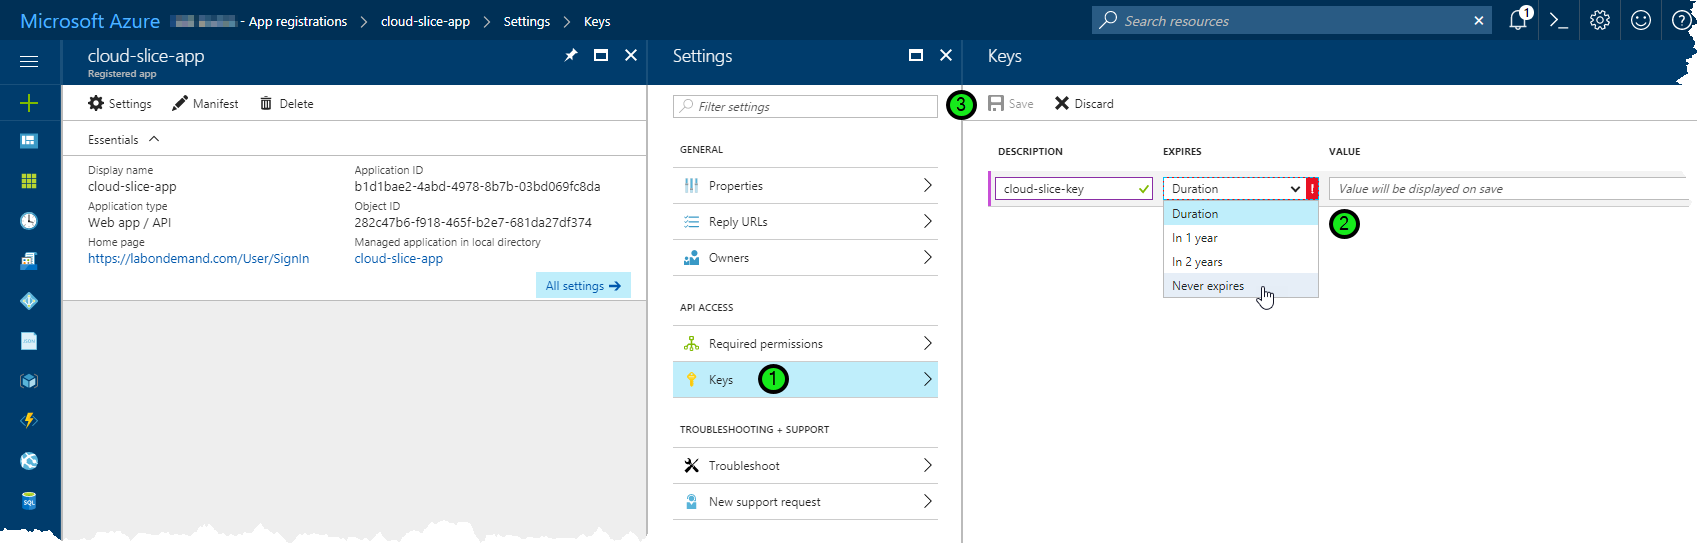 Microsoft Azure - App registrations > cloud-slice-app > Settings > Keys
Search resources
1
cloud-slice-app
Registered app
Settings Manifest Delete
Essentials
Display name
cloud-slice-app
Application type
Web app / API
Home page
https://labondemand.com/User/SignIn
Application ID
b1d1bae2-4abd-4978-8b7b-03bd069fc8da
Object ID
282c47b6-f918-465f-b2e7-681da27df374
Managed application in local directory
cloud-slice-app
All settings →
Settings
Filter settings
GENERAL
Properties
Reply URLs
Owners
API ACCESS
Required permissions
Keys 1
TROUBLESHOOTING + SUPPORT
Troubleshoot
New support request
Keys
3 Save Discard
DESCRIPTION EXPIRES VALUE
cloud-slice-key Duration ! Value will be displayed on save
Duration
2
In 1 year
In 2 years
Never expires
SQL